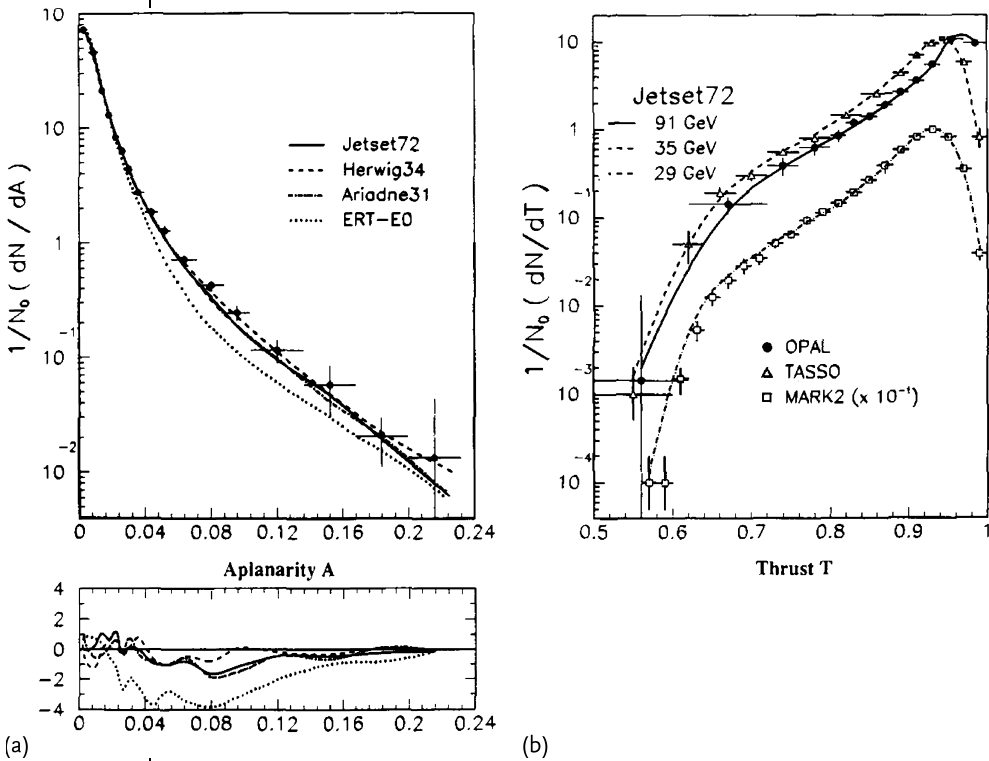 10
10
1
10
-1
10
-2
1/N₀ ( dN / dA )
Jetset72
Herwig34
Ariadne31
ERT-E0
0 0.04 0.08 0.12 0.16 0.20 0.24
Aplanarity A
4
2
0
-2
-4
0 0.04 0.08 0.12 0.16 0.20 0.24
(a)
10
1
10
-1
10
-2
10
-3
10
-4
1/N₀ ( dN/dT )
Jetset72
91 GeV
35 GeV
29 GeV
OPAL
TASSO
MARK2 (x 10⁻¹)
0.5 0.6 0.7 0.8 0.9 1
Thrust T
(b)